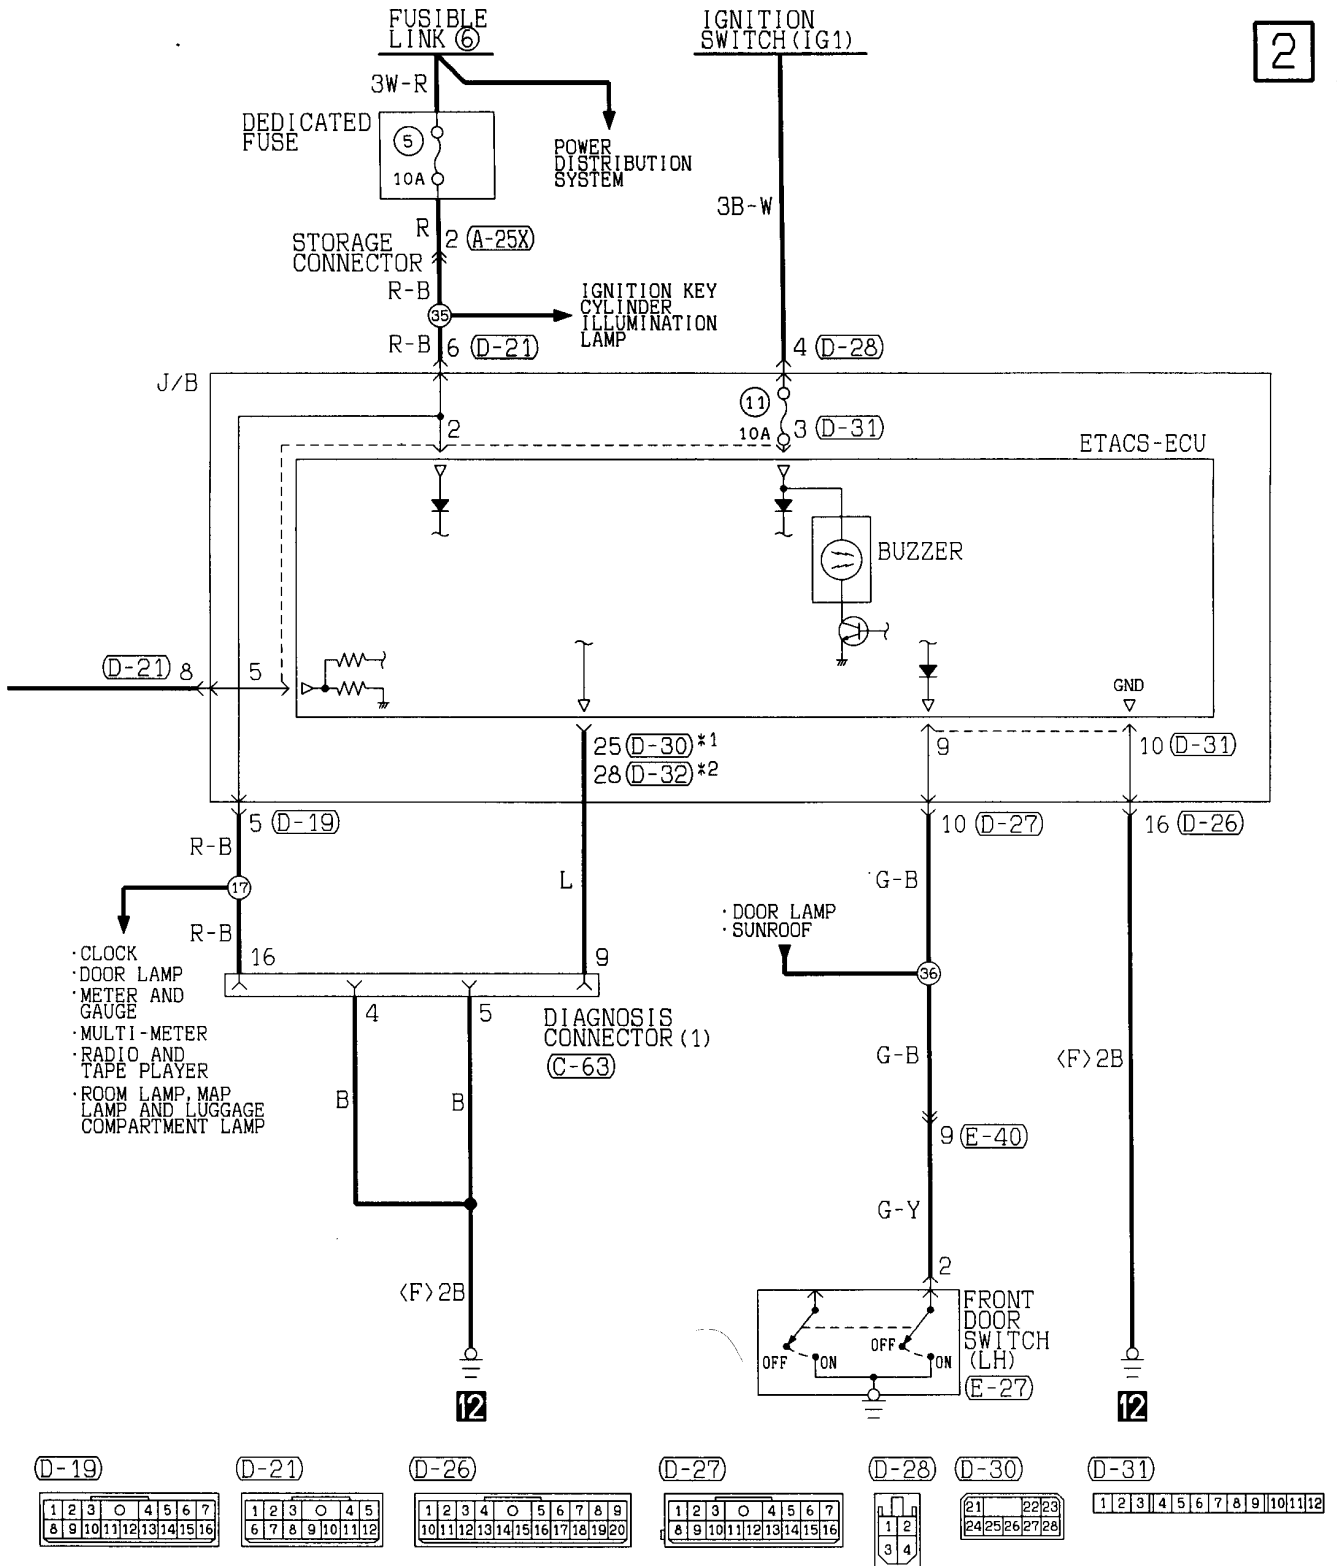 FUSIBLE
LINK ⑥
IGNITION
SWITCH(IG1)
2
3W-R
DEDICATED
FUSE
5
10A
POWER
DISTRIBUTION
SYSTEM
3B-W
R
2 (A-25X)
STORAGE
CONNECTOR
R-B
35
IGNITION KEY
CYLINDER
ILLUMINATION
LAMP
R-B
6 (D-21)
4 (D-28)
J/B
11
10A
3 (D-31)
2
ETACS-ECU
BUZZER
(D-21) 8
5
GND
25 (D-30)*1
28 (D-32)*2
9
10 (D-31)
5 (D-19)
10 (D-27)
16 (D-26)
R-B
17
L
G-B
·DOOR LAMP
·SUNROOF
R-B
16
9
36
·CLOCK
·DOOR LAMP
·METER AND
GAUGE
·MULTI-METER
·RADIO AND
TAPE PLAYER
·ROOM LAMP, MAP
LAMP AND LUGGAGE
COMPARTMENT LAMP
4
5
DIAGNOSIS
CONNECTOR(1)
(C-63)
G-B
<F>2B
B
B
9 (E-40)
G-Y
2
<F>2B
FRONT
DOOR
SWITCH
(LH)
(E-27)
OFF
ON
OFF
ON
12
12
(D-19)
(D-21)
(D-26)
(D-27)
(D-28)
(D-30)
(D-31)
1 2 3 4 5 6 7
8 9 10 11 12 13 14 15 16
1 2 3 4 5
6 7 8 9 10 11 12
1 2 3 4 5 6 7 8 9
10 11 12 13 14 15 16 17 18 19 20
1 2 3 4 5 6 7
8 9 10 11 12 13 14 15 16
1 2
3 4
21 22 23
24 25 26 27 28
1 2 3 4 5 6 7 8 9 10 11 12